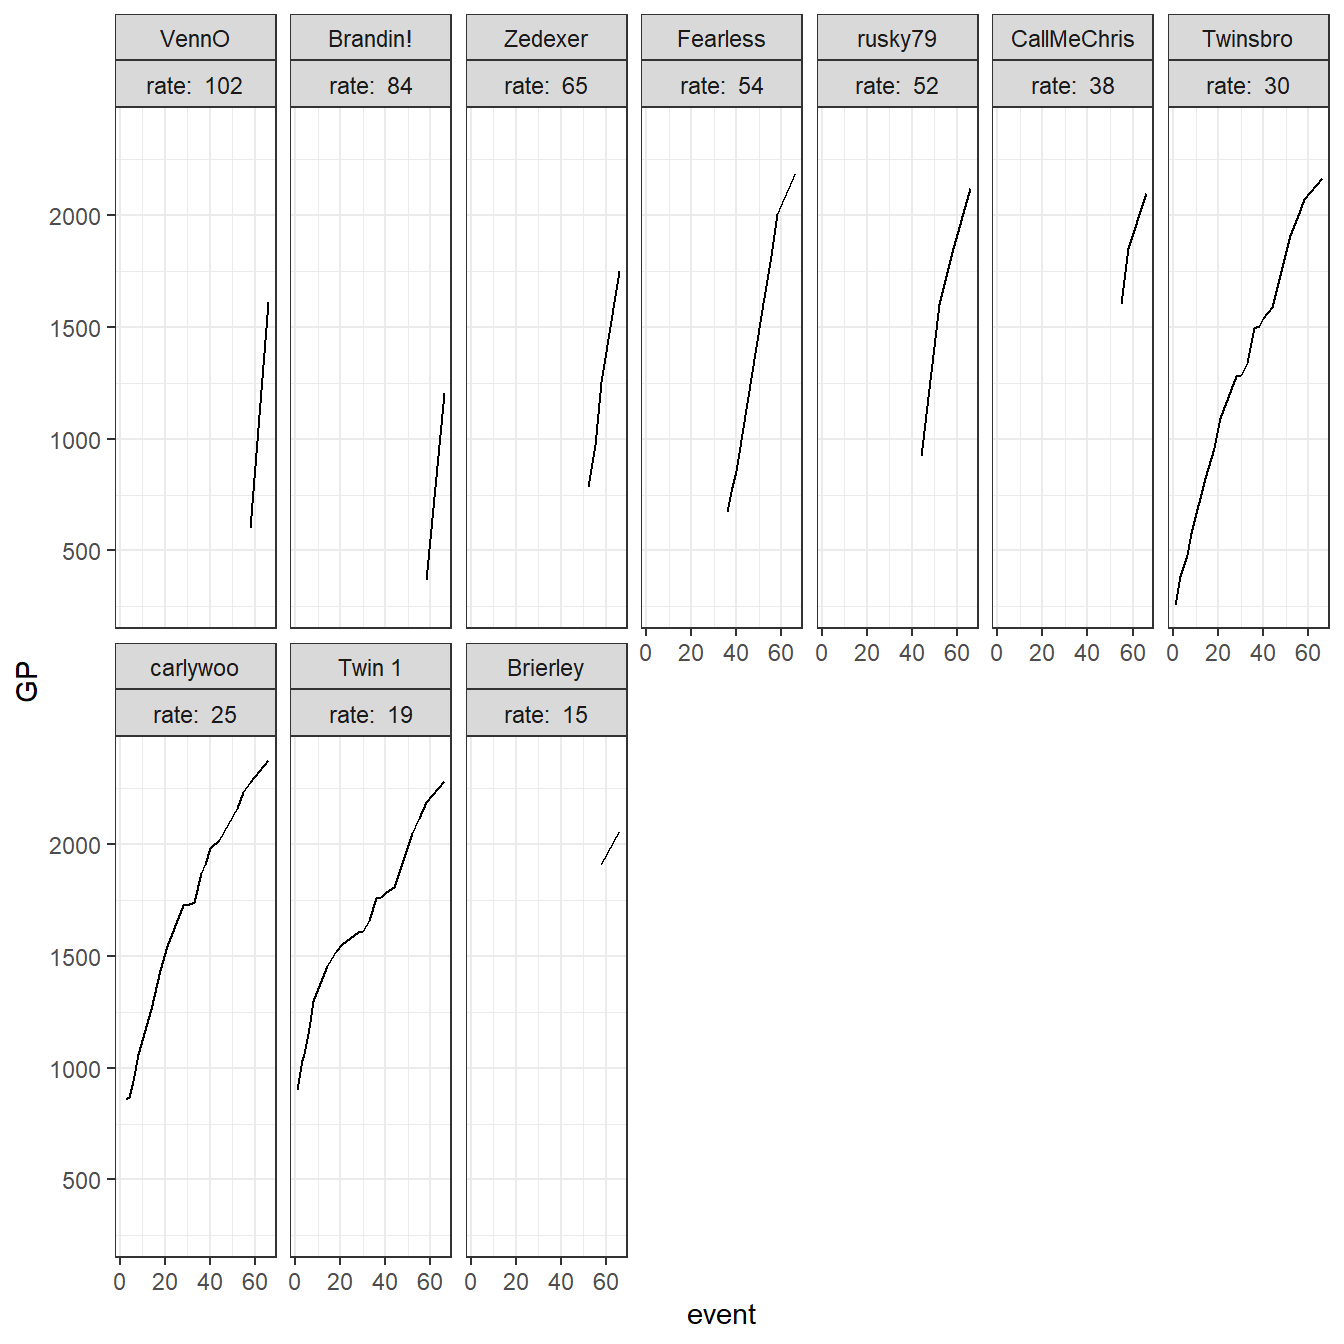 VennO Brandin! Zedexer Fearless rusky79 CallMeChris Twinsbro
rate:  102 rate:  84 rate:  65 rate:  54 rate:  52 rate:  38 rate:  30
2000
1500
1000
500
0 20 40 60 0 20 40 60 0 20 40 60 0 20 40 60
carlywoo Twin 1 Brierley
rate:  25 rate:  19 rate:  15
GP
2000
1500
1000
500
0 20 40 60 0 20 40 60 0 20 40 60
event